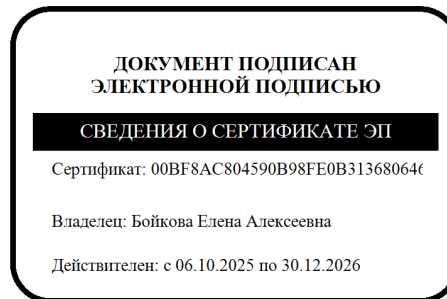 ДОКУМЕНТ ПОДПИСАН
ЭЛЕКТРОННОЙ ПОДПИСЬЮ
СВЕДЕНИЯ О СЕРТИФИКАТЕ ЭП
Сертификат: 00BF8AC804590B98FE0B313680646
Владелец: Бойкова Елена Алексеевна
Действителен: с 06.10.2025 по 30.12.2026